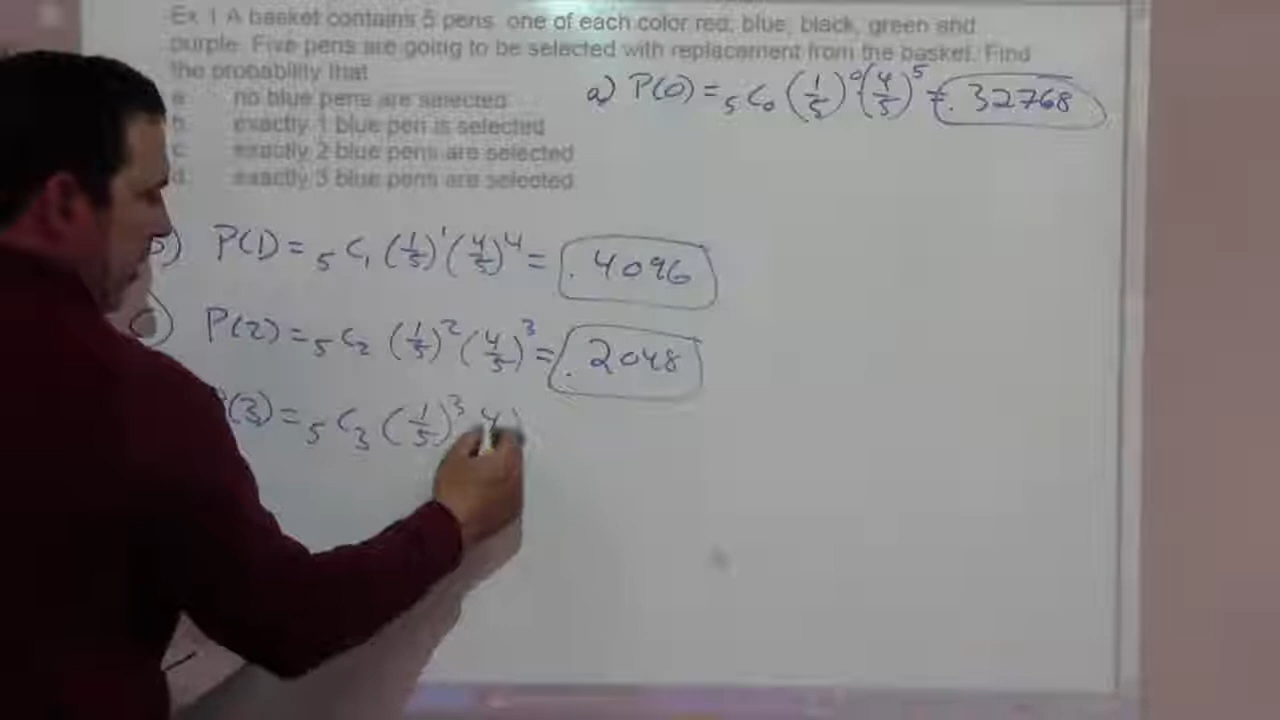 Ex 1 A basket contains 5 pens, one of each color red, blue, black, green and
purple. Five pens are going to be selected with replacement from the basket. Find
the probability that
a. no blue pens are selected
b. exactly 1 blue pen is selected
c. exactly 2 blue pens are selected
d. exactly 3 blue pens are selected
a) P(0) = ₅C₀ (1/5)⁰(4/5)⁵ = .32768
b) P(1) = ₅C₁ (1/5)¹(4/5)⁴ = .4096
c) P(2) = ₅C₂ (1/5)²(4/5)³ = .2048
P(3) = ₅C₃ (1/5)³ 4